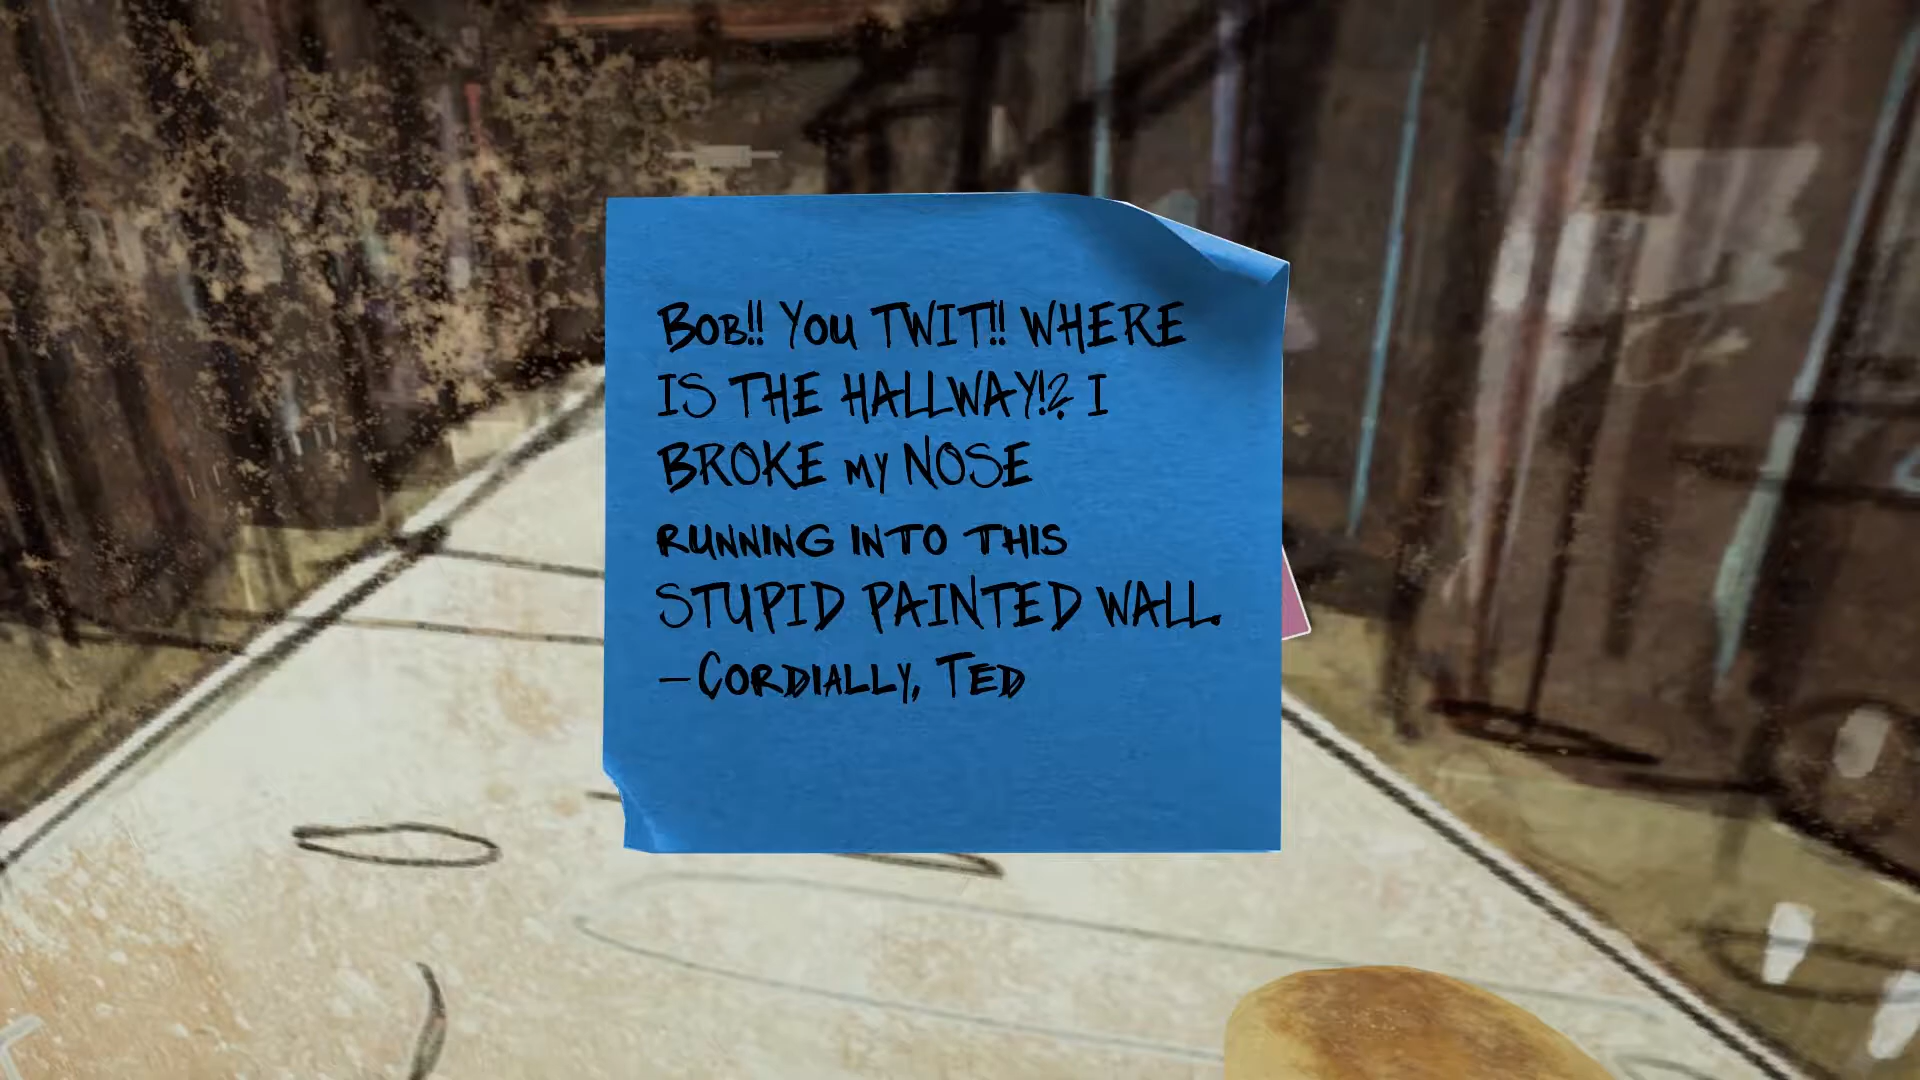 Bob!! You TWIT!! WHERE
IS THE HALLWAY!? I
BROKE my NOSE
RUNNING INTO THIS
STUPID PAINTED WALL.
–CORDIALLY, TED